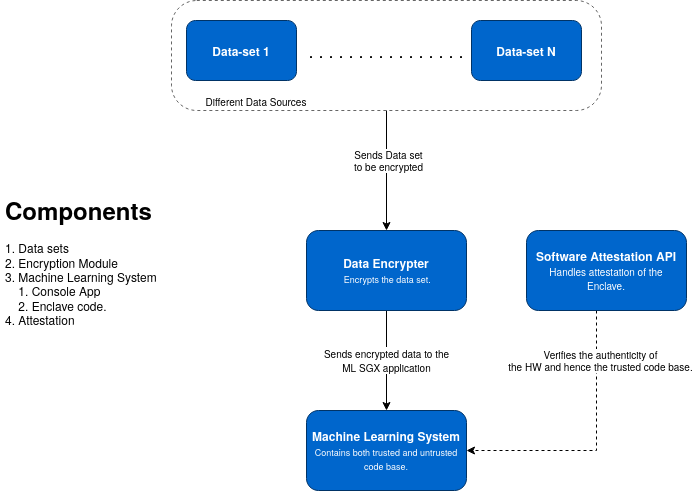 Data-set 1
Data-set N
Different Data Sources
Sends Data set
to be encrypted
Components
1. Data sets
2. Encryption Module
3. Machine Learning System
1. Console App
2. Enclave code.
4. Attestation
Data Encrypter
Encrypts the data set.
Software Attestation API
Handles attestation of the
Enclave.
Sends encrypted data to the
ML SGX application
Verifies the authenticity of
the HW and hence the trusted code base.
Machine Learning System
Contains both trusted and untrusted
code base.